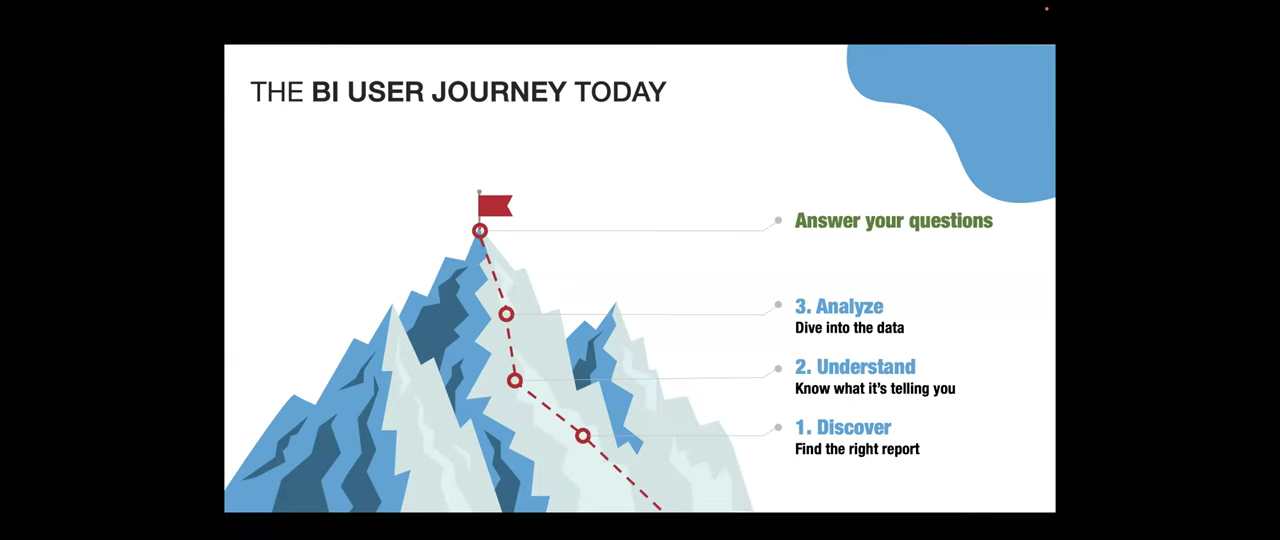 THE BI USER JOURNEY TODAY
Answer your questions
3. Analyze
Dive into the data
2. Understand
Know what it's telling you
1. Discover
Find the right report